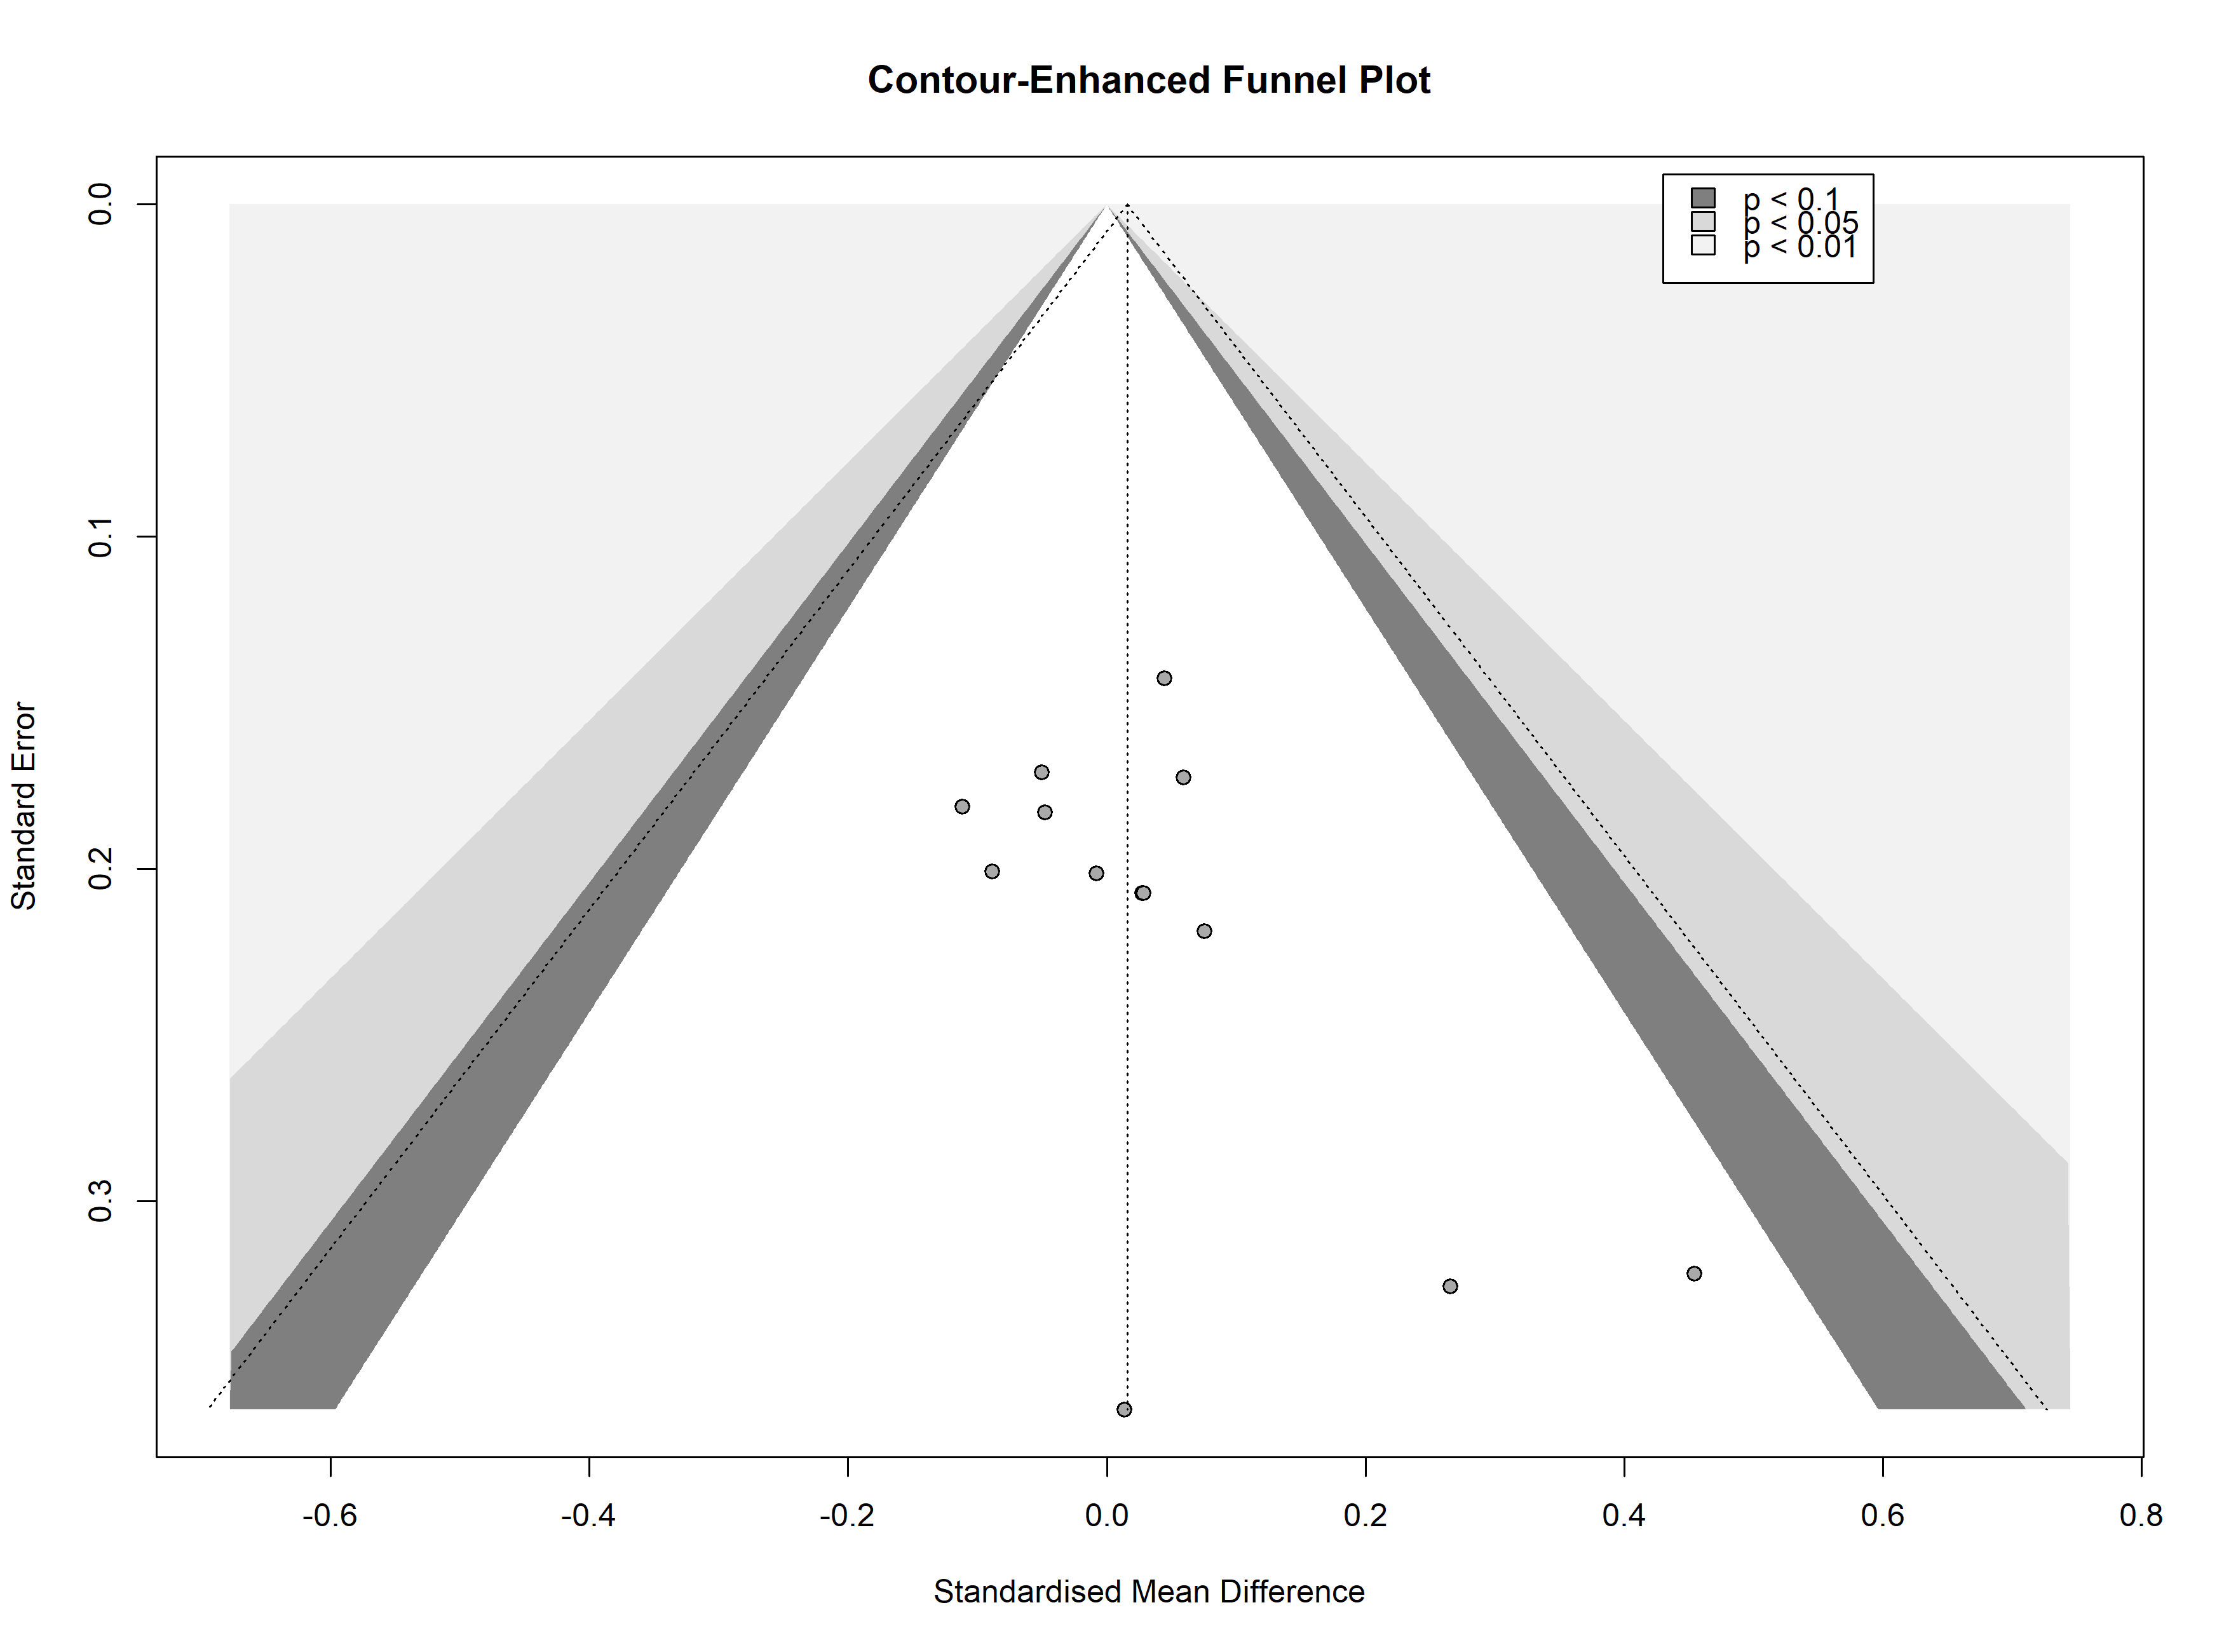 Contour-Enhanced Funnel Plot
p < 0.1
p < 0.05
p < 0.01
0.0
0.1
0.2
0.3
Standard Error
-0.6 -0.4 -0.2 0.0 0.2 0.4 0.6 0.8
Standardised Mean Difference